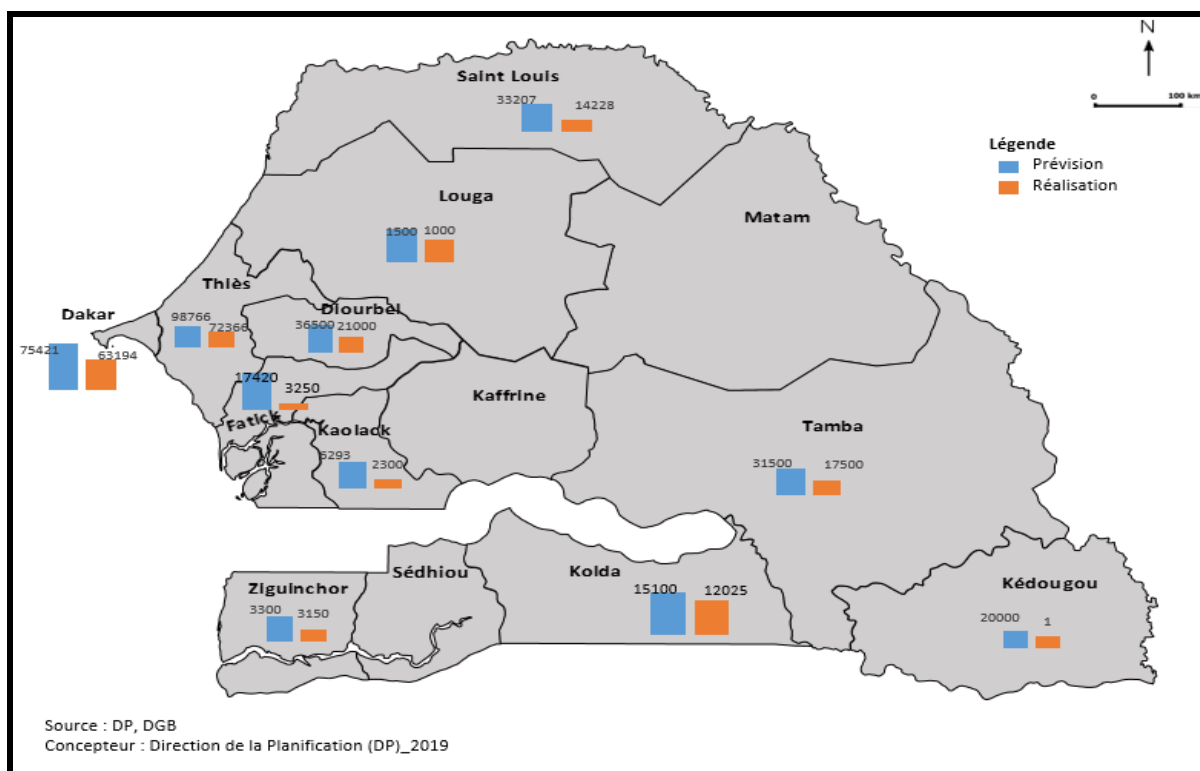 N
0 100 km
Légende
Prévision
Réalisation
Saint Louis
33207 14228
Louga
1500 1000
Matam
Thiès
98766 72366
Diourbel
36500 21000
Dakar
75421 63194
17420 3250
Fatick
Kaolack
6293 2300
Kaffrine
Tamba
31500 17500
Ziguinchor
3300 3150
Sédhiou
Kolda
15100 12025
Kédougou
20000 1
Source : DP, DGB
Concepteur : Direction de la Planification (DP)_2019